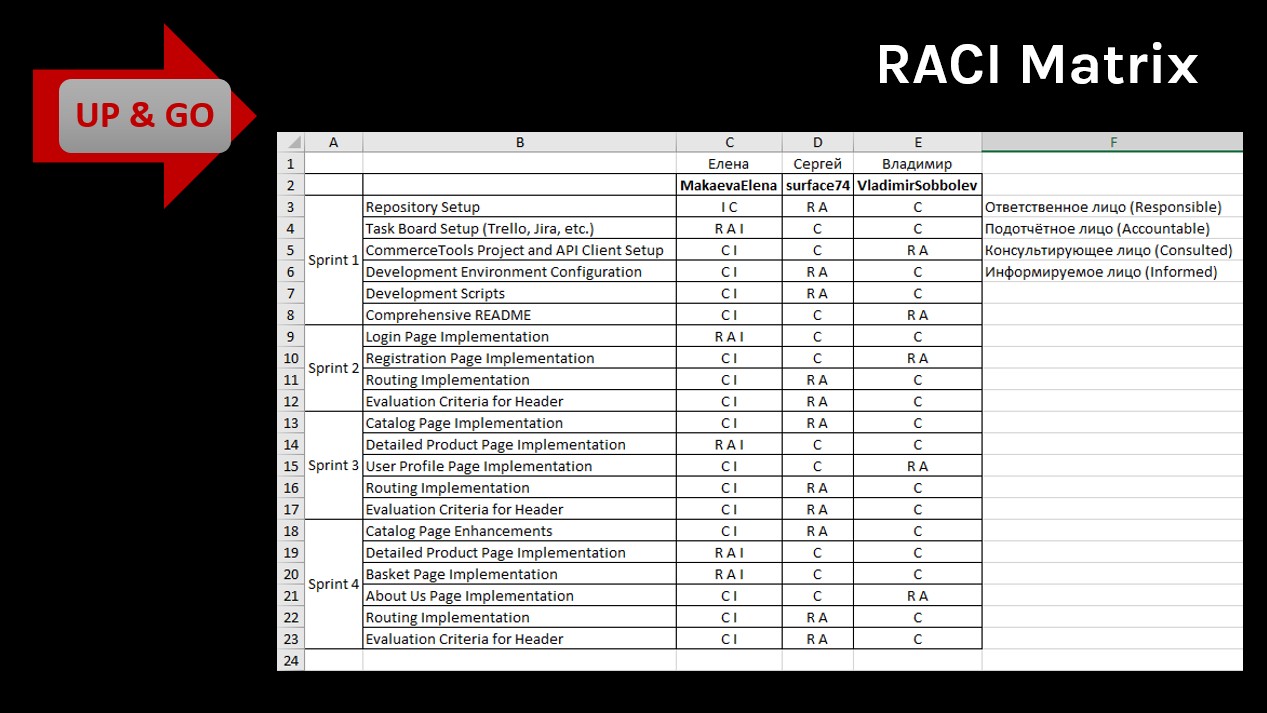 RACI Matrix
UP & GO
A B C D E F
1 Елена Сергей Владимир
2 MakaevaElena surface74 VladimirSobbolev
3 Repository Setup I C R A C Ответственное лицо (Responsible)
4 Task Board Setup (Trello, Jira, etc.) R A I C C Подотчётное лицо (Accountable)
5 CommerceTools Project and API Client Setup C I C R A Консультирующее лицо (Consulted)
Sprint 1
6 Development Environment Configuration C I R A C Информируемое лицо (Informed)
7 Development Scripts C I R A C
8 Comprehensive README C I C R A
9 Login Page Implementation R A I C C
10 Registration Page Implementation C I C R A
Sprint 2
11 Routing Implementation C I R A C
12 Evaluation Criteria for Header C I R A C
13 Catalog Page Implementation C I R A C
14 Detailed Product Page Implementation R A I C C
Sprint 3
15 User Profile Page Implementation C I C R A
16 Routing Implementation C I R A C
17 Evaluation Criteria for Header C I R A C
18 Catalog Page Enhancements C I R A C
19 Detailed Product Page Implementation R A I C C
20 Basket Page Implementation R A I C C
Sprint 4
21 About Us Page Implementation C I C R A
22 Routing Implementation C I R A C
23 Evaluation Criteria for Header C I R A C
24